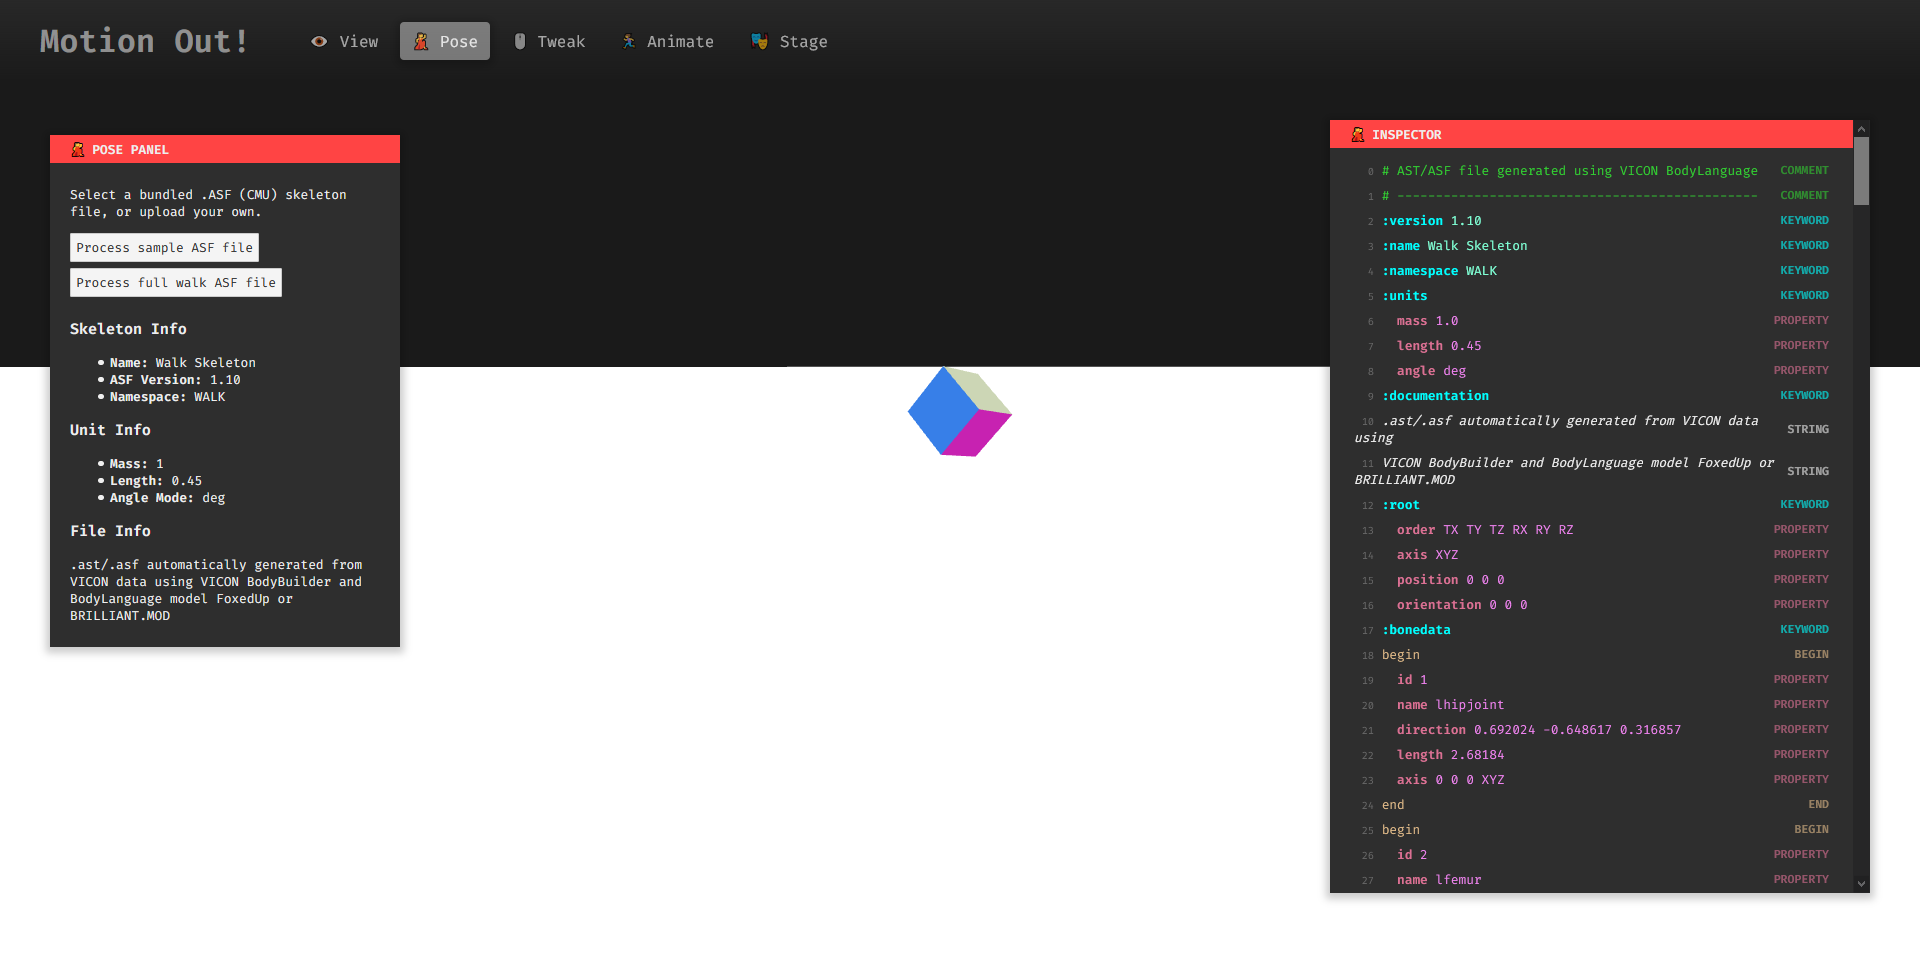 Motion Out!
View
Pose
Tweak
Animate
Stage
POSE PANEL
Select a bundled .ASF (CMU) skeleton
file, or upload your own.
Process sample ASF file
Process full walk ASF file
Skeleton Info
Name: Walk Skeleton
ASF Version: 1.10
Namespace: WALK
Unit Info
Mass: 1
Length: 0.45
Angle Mode: deg
File Info
.ast/.asf automatically generated from
VICON data using VICON BodyBuilder and
BodyLanguage model FoxedUp or
BRILLIANT.MOD
INSPECTOR
0 # AST/ASF file generated using VICON BodyLanguage COMMENT
1 # ----------------------------------------------- COMMENT
2 :version 1.10 KEYWORD
3 :name Walk Skeleton KEYWORD
4 :namespace WALK KEYWORD
5 :units KEYWORD
6 mass 1.0 PROPERTY
7 length 0.45 PROPERTY
8 angle deg PROPERTY
9 :documentation KEYWORD
10 .ast/.asf automatically generated from VICON data
using STRING
11 VICON BodyBuilder and BodyLanguage model FoxedUp or
BRILLIANT.MOD STRING
12 :root KEYWORD
13 order TX TY TZ RX RY RZ PROPERTY
14 axis XYZ PROPERTY
15 position 0 0 0 PROPERTY
16 orientation 0 0 0 PROPERTY
17 :bonedata KEYWORD
18 begin BEGIN
19 id 1 PROPERTY
20 name lhipjoint PROPERTY
21 direction 0.692024 -0.648617 0.316857 PROPERTY
22 length 2.68184 PROPERTY
23 axis 0 0 0 XYZ PROPERTY
24 end END
25 begin BEGIN
26 id 2 PROPERTY
27 name lfemur PROPERTY